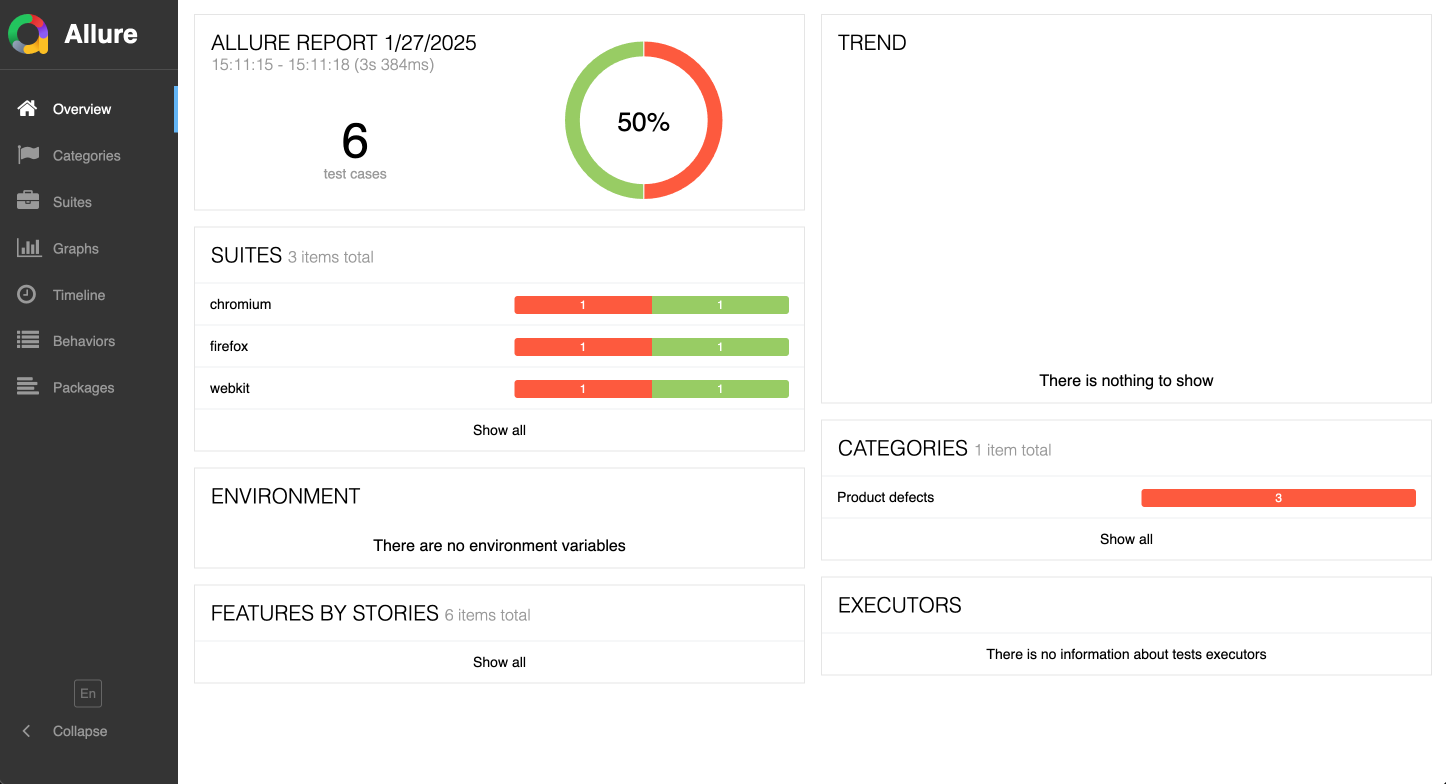 Allure
Overview
Categories
Suites
Graphs
Timeline
Behaviors
Packages
En
Collapse
ALLURE REPORT 1/27/2025
15:11:15 - 15:11:18 (3s 384ms)
6
test cases
50%
SUITES 3 items total
chromium 1 1
firefox 1 1
webkit 1 1
Show all
ENVIRONMENT
There are no environment variables
FEATURES BY STORIES 6 items total
Show all
TREND
There is nothing to show
CATEGORIES 1 item total
Product defects 3
Show all
EXECUTORS
There is no information about tests executors